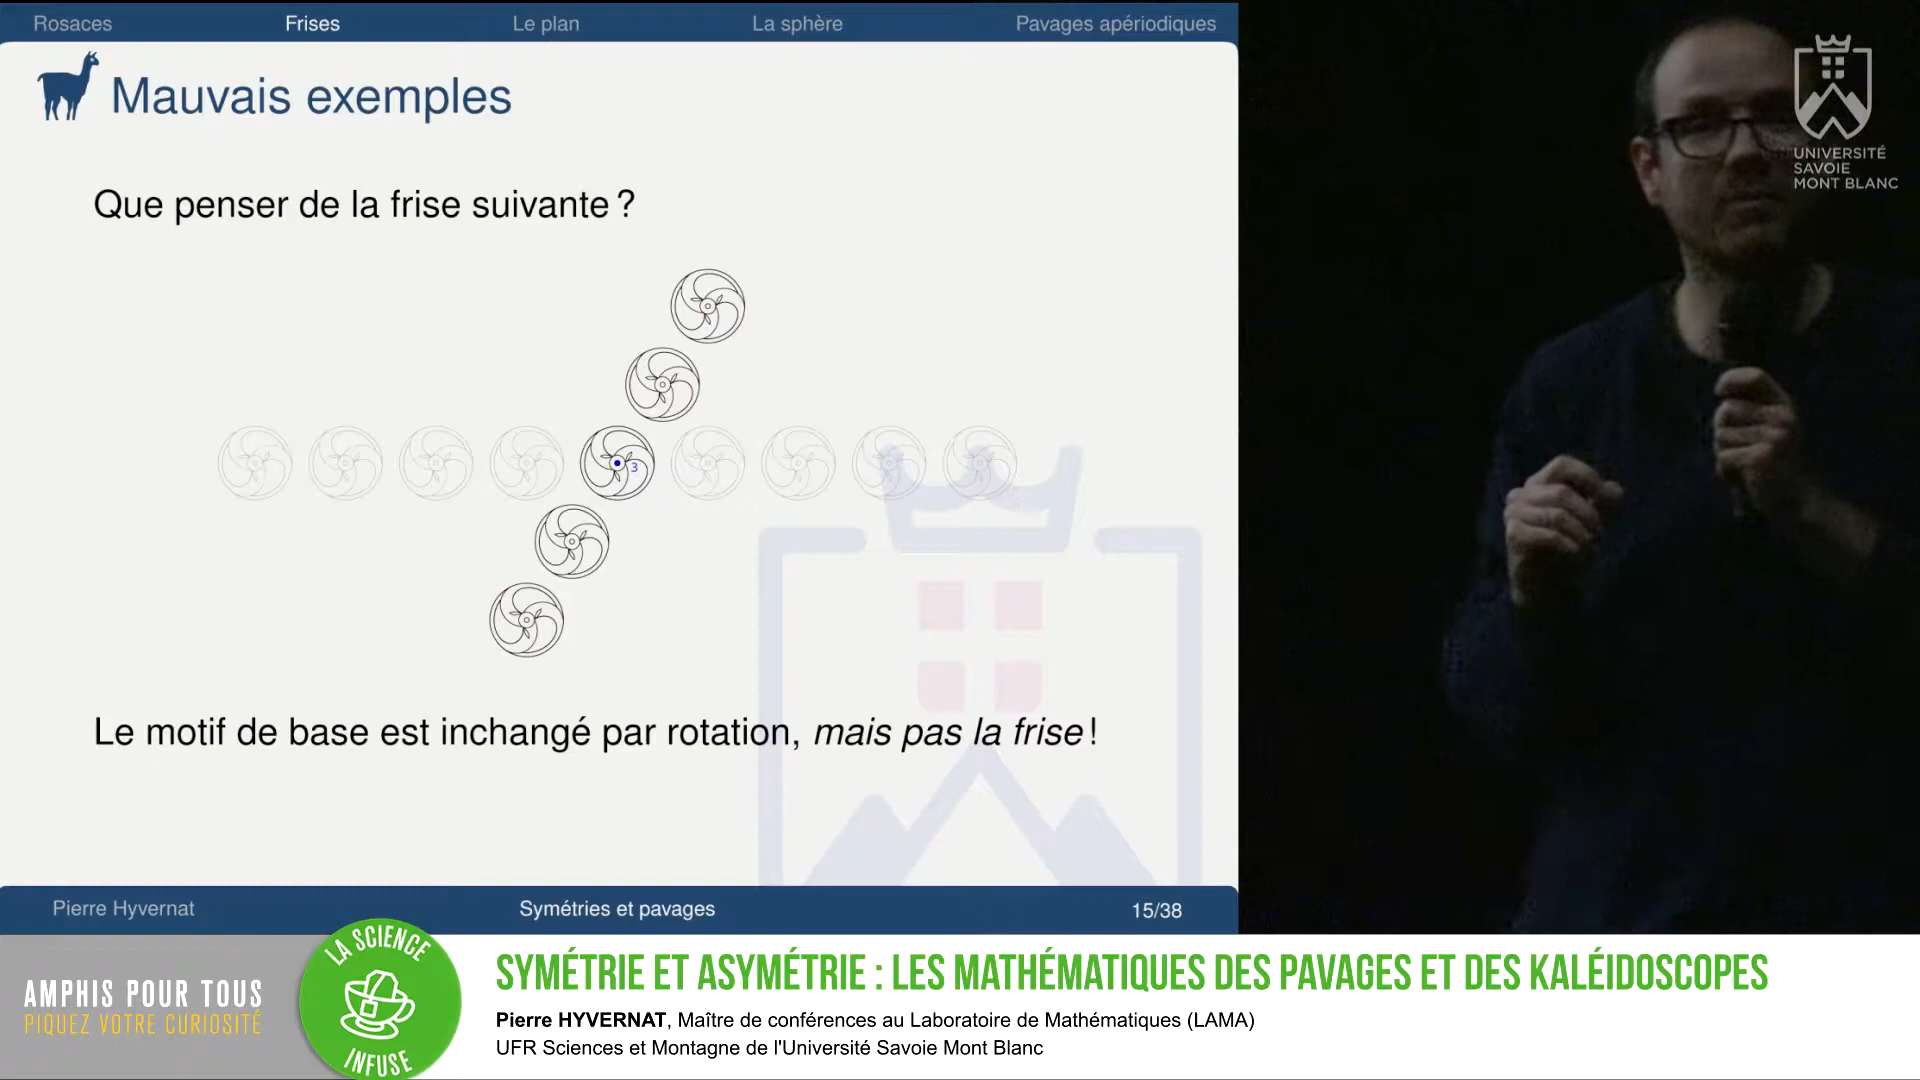 Rosaces Frises Le plan La sphère Pavages apériodiques
Mauvais exemples
Que penser de la frise suivante ?
3
Le motif de base est inchangé par rotation, mais pas la frise !
Pierre Hyvernat Symétries et pavages 15/38
UNIVERSITÉ
SAVOIE
MONT BLANC
AMPHIS POUR TOUS
PIQUEZ VOTRE CURIOSITÉ
LA SCIENCE
INFUSE
SYMÉTRIE ET ASYMÉTRIE : LES MATHÉMATIQUES DES PAVAGES ET DES KALÉIDOSCOPES
Pierre HYVERNAT, Maître de conférences au Laboratoire de Mathématiques (LAMA)
UFR Sciences et Montagne de l'Université Savoie Mont Blanc